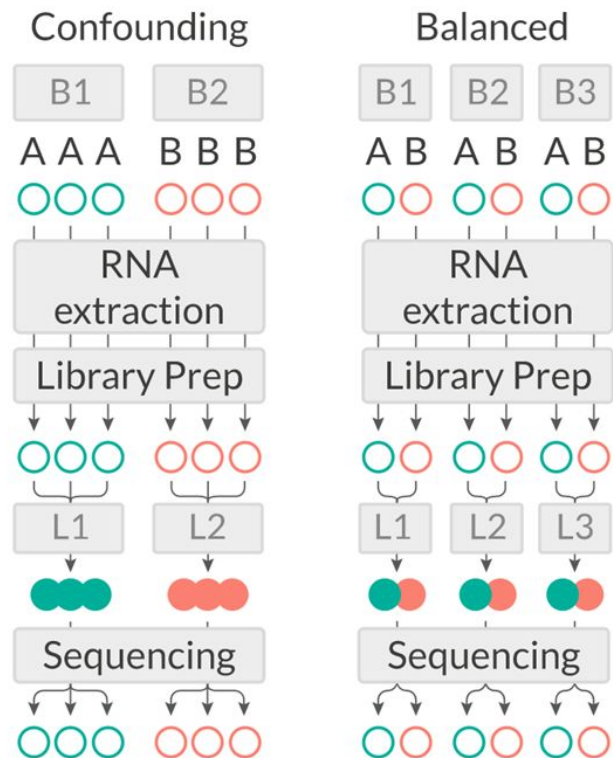 Confounding
B1 B2
A A A B B B
RNA
extraction
Library Prep
L1 L2
Sequencing
Balanced
B1 B2 B3
A B A B A B
RNA
extraction
Library Prep
L1 L2 L3
Sequencing